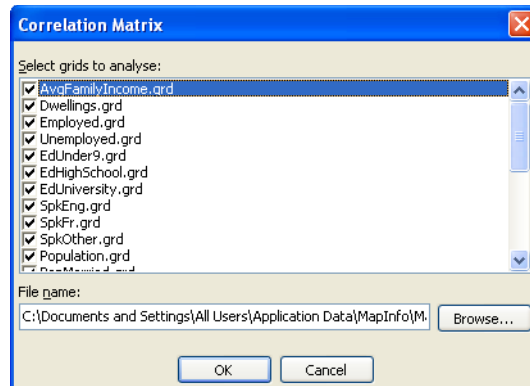 Correlation Matrix
Select grids to analyse:
AvgFamilyIncome.grd
Dwellings.grd
Employed.grd
Unemployed.grd
EdUnder9.grd
EdHighSchool.grd
EdUniversity.grd
SpkEng.grd
SpkFr.grd
SpkOther.grd
Population.grd
File name:
C:\Documents and Settings\All Users\Application Data\MapInfo\M
Browse...
OK
Cancel